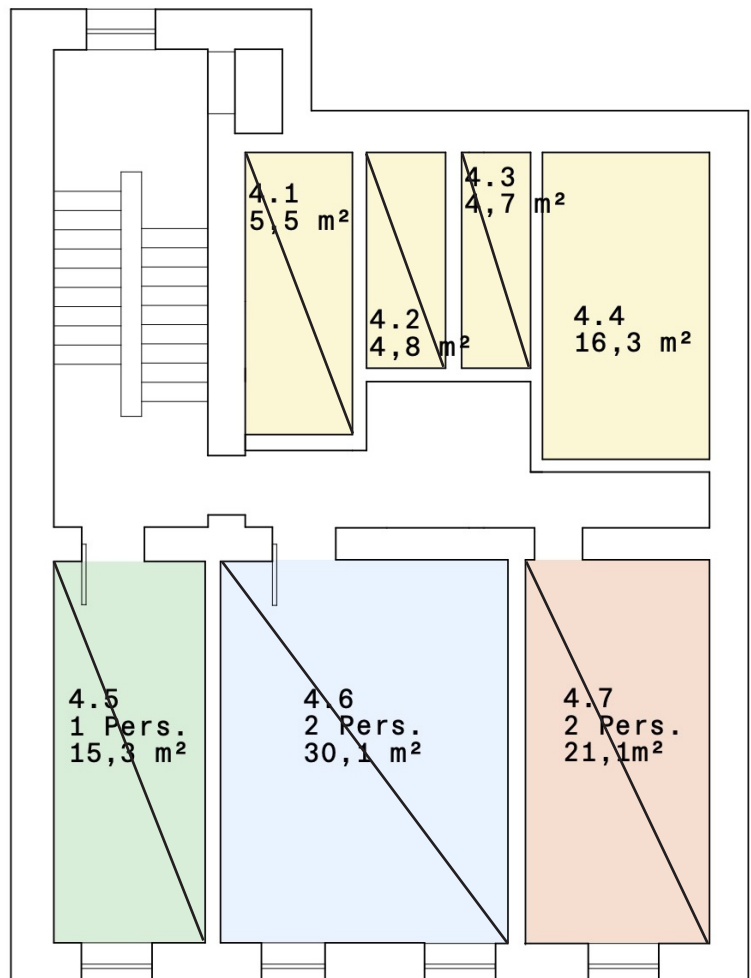 4.1
5,5 m²
4.2
4,8 m²
4.3
4,7 m²
4.4
16,3 m²
4.5
1 Pers.
15,3 m²
4.6
2 Pers.
30,1 m²
4.7
2 Pers.
21,1m²